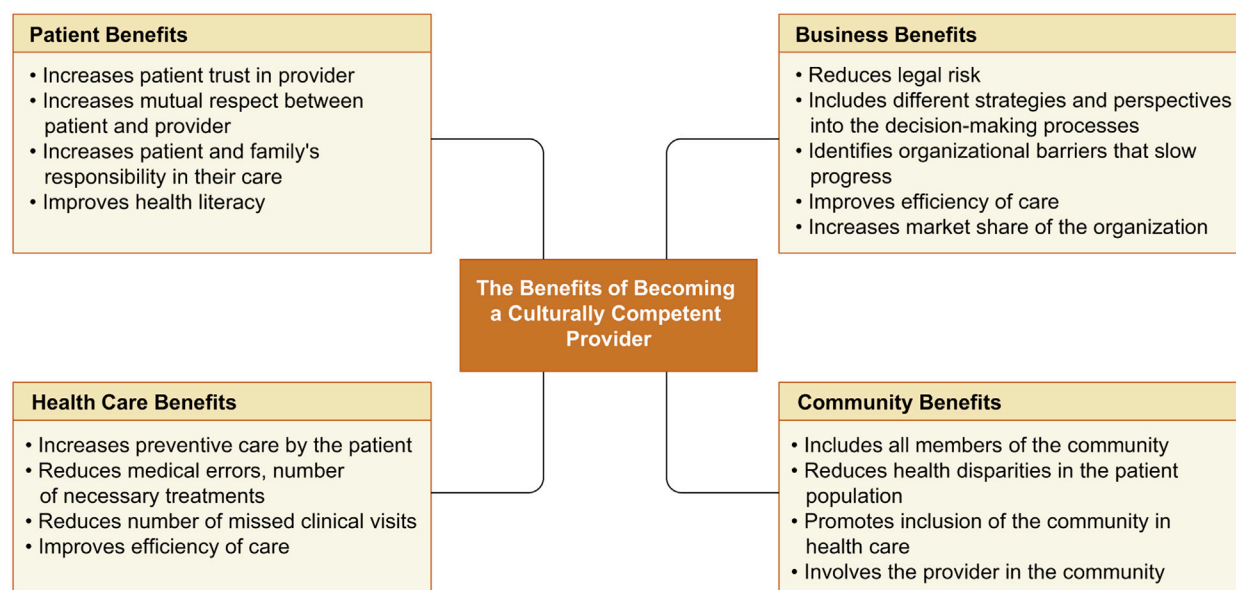 Patient Benefits
• Increases patient trust in provider
• Increases mutual respect between
patient and provider
• Increases patient and family's
responsibility in their care
• Improves health literacy
Business Benefits
• Reduces legal risk
• Includes different strategies and perspectives
into the decision-making processes
• Identifies organizational barriers that slow
progress
• Improves efficiency of care
• Increases market share of the organization
The Benefits of Becoming
a Culturally Competent
Provider
Health Care Benefits
• Increases preventive care by the patient
• Reduces medical errors, number
of necessary treatments
• Reduces number of missed clinical visits
• Improves efficiency of care
Community Benefits
• Includes all members of the community
• Reduces health disparities in the patient
population
• Promotes inclusion of the community in
health care
• Involves the provider in the community